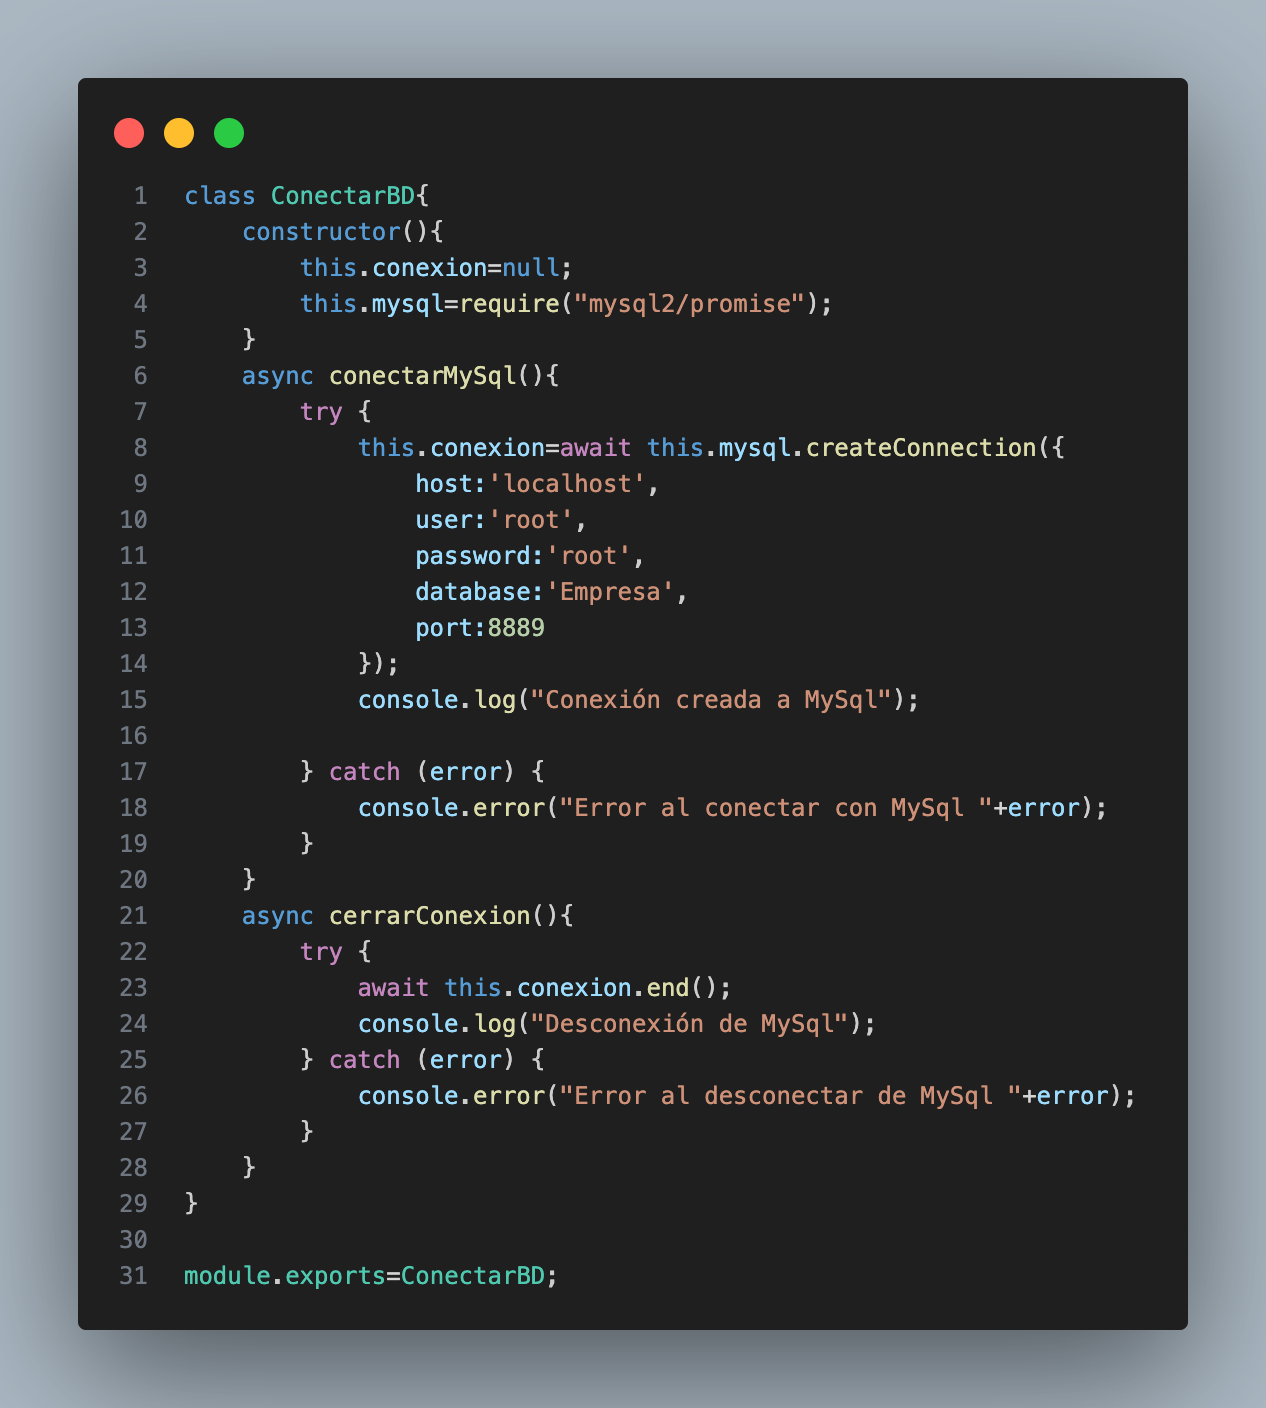 1 class ConectarBD{
2     constructor(){
3         this.conexion=null;
4         this.mysql=require("mysql2/promise");
5     }
6     async conectarMySql(){
7         try {
8             this.conexion=await this.mysql.createConnection({
9                 host:'localhost',
10                 user:'root',
11                 password:'root',
12                 database:'Empresa',
13                 port:8889
14             });
15             console.log("Conexión creada a MySql");
16
17         } catch (error) {
18             console.error("Error al conectar con MySql "+error);
19         }
20     }
21     async cerrarConexion(){
22         try {
23             await this.conexion.end();
24             console.log("Desconexión de MySql");
25         } catch (error) {
26             console.error("Error al desconectar de MySql "+error);
27         }
28     }
29 }
30
31 module.exports=ConectarBD;